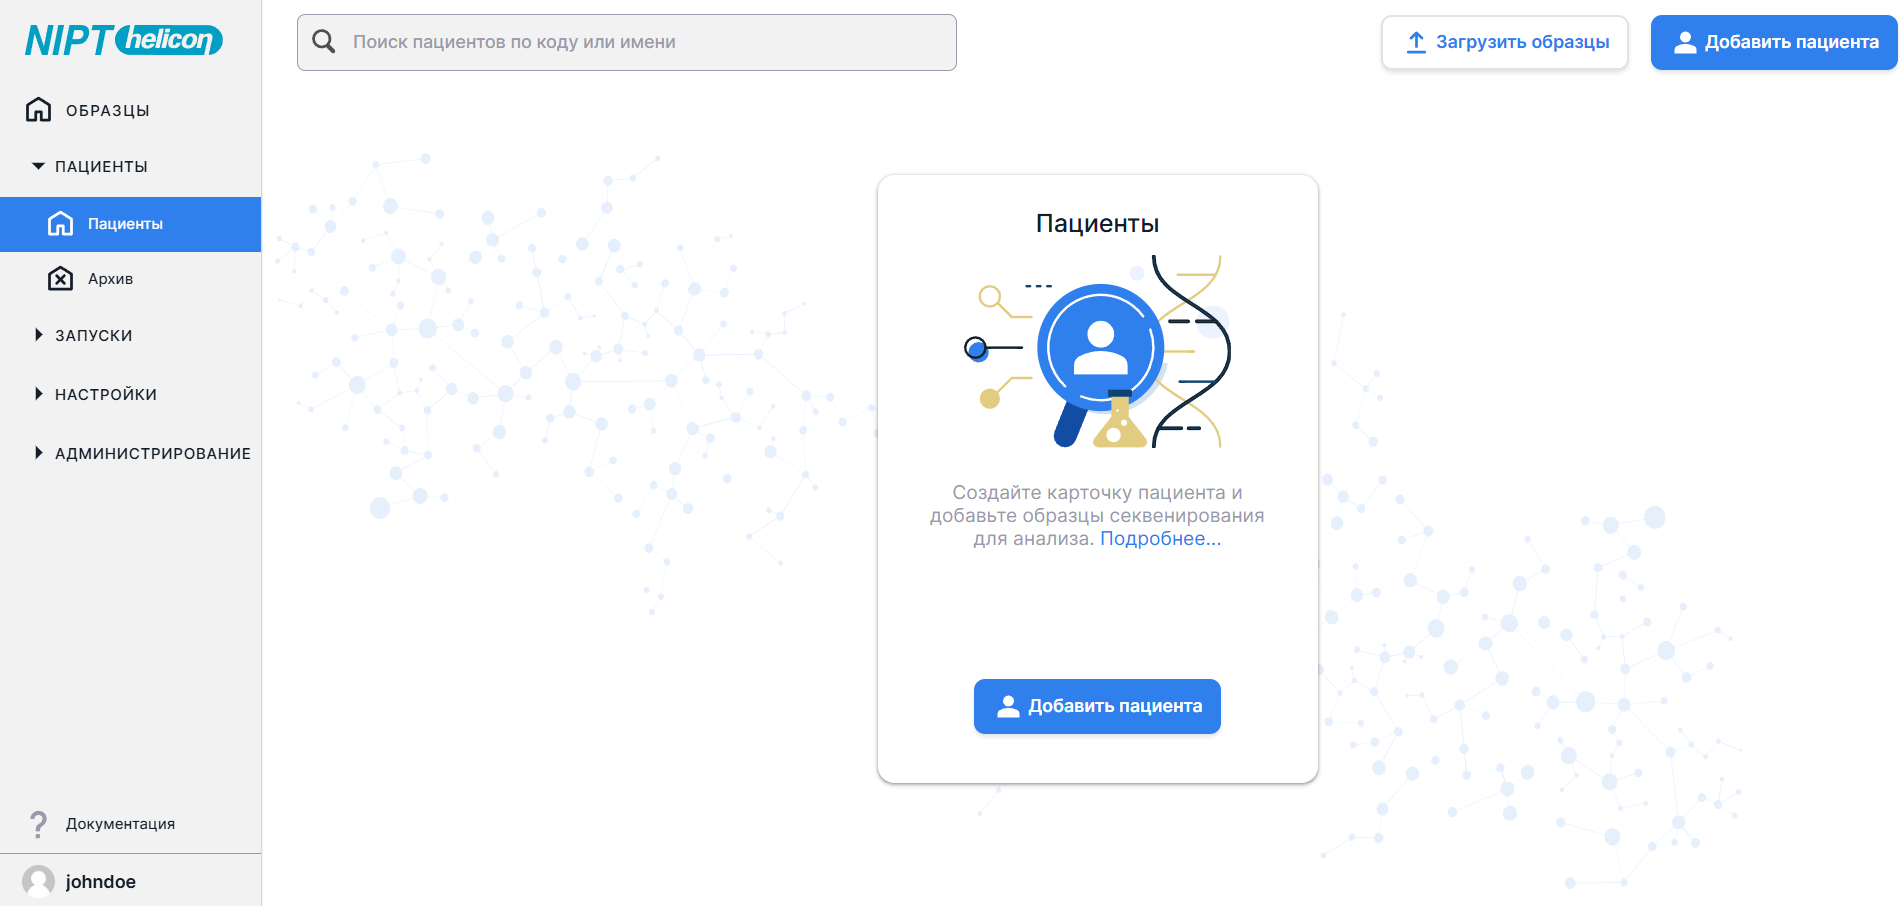 NIPT helicon
Поиск пациентов по коду или имени
Загрузить образцы
Добавить пациента
ОБРАЗЦЫ
ПАЦИЕНТЫ
Пациенты
Архив
ЗАПУСКИ
НАСТРОЙКИ
АДМИНИСТРИРОВАНИЕ
Документация
johndoe
Пациенты
Создайте карточку пациента и
добавьте образцы секвенирования
для анализа. Подробнее...
Добавить пациента